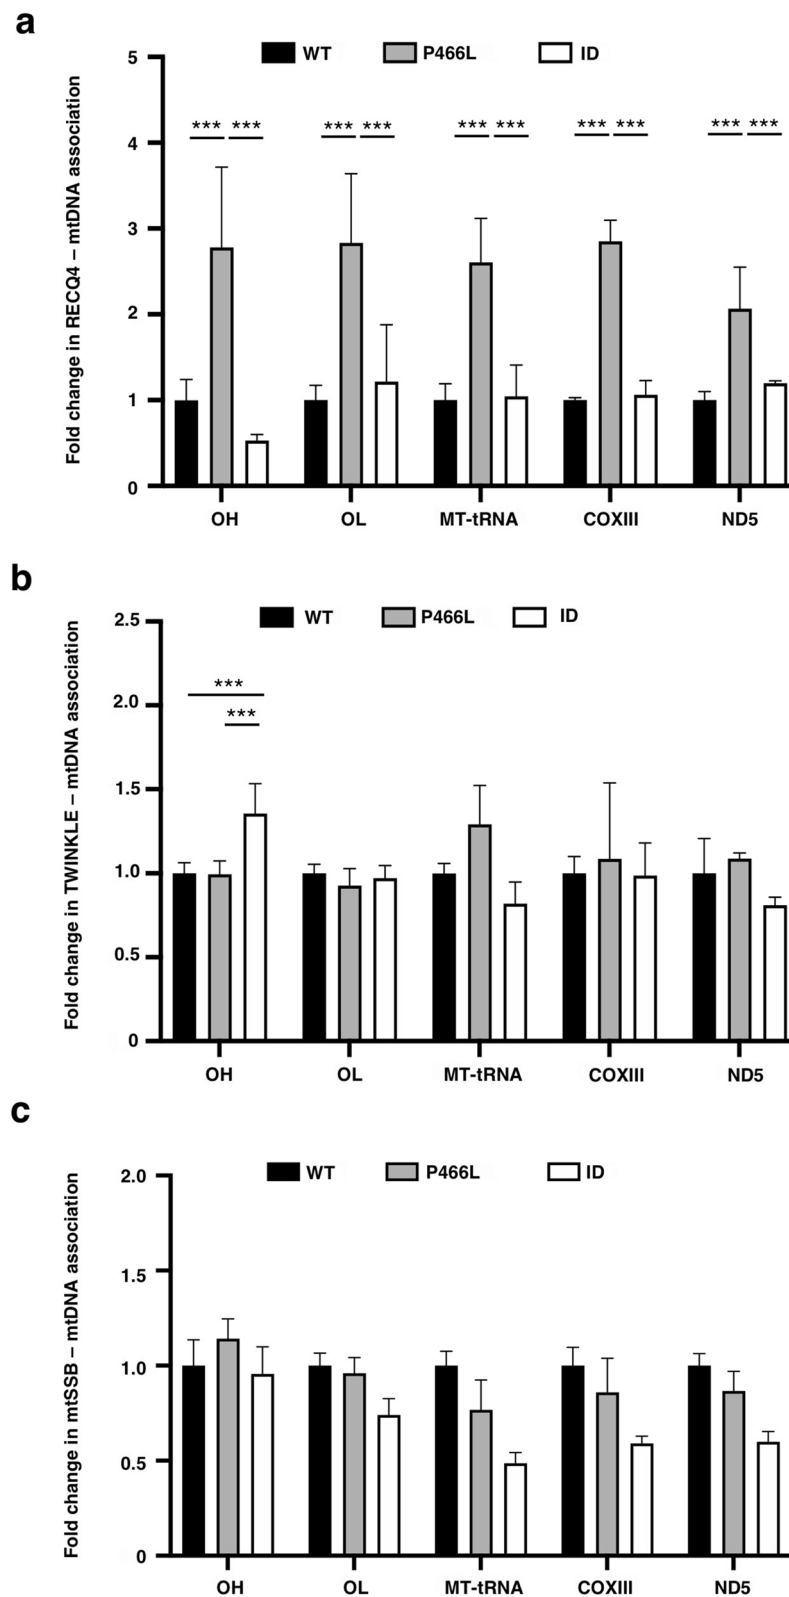 a
WT P466L ID
Fold change in RECQ4 – mtDNA association
5
4
3
2
1
0
*** *** *** *** *** *** *** *** *** ***
OH OL MT-tRNA COXIII ND5
b
WT P466L ID
Fold change in TWINKLE – mtDNA association
2.5
2.0
1.5
1.0
0.5
0
***
***
OH OL MT-tRNA COXIII ND5
c
WT P466L ID
Fold change in mtSSB – mtDNA association
2.0
1.5
1.0
0.5
0
OH OL MT-tRNA COXIII ND5